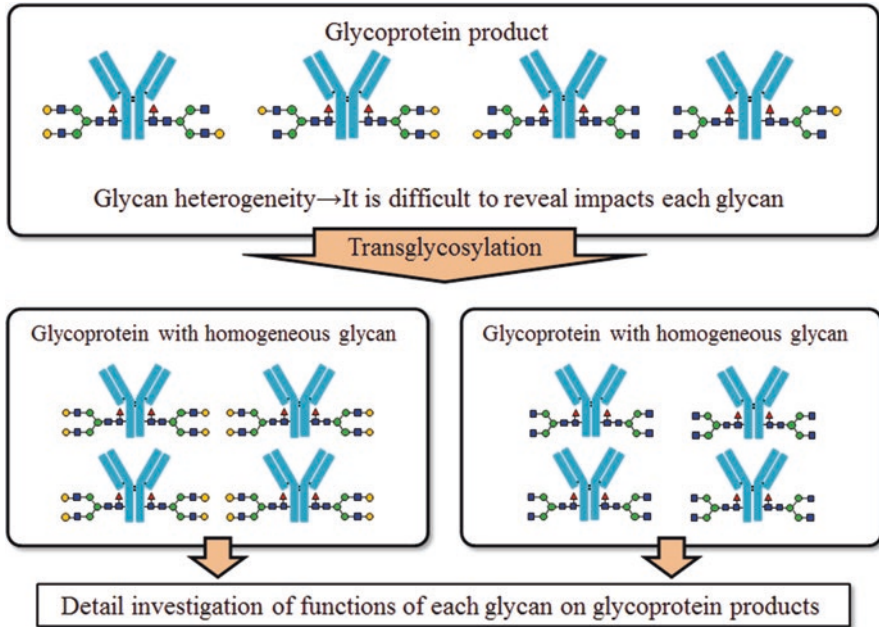 Glycoprotein product
Glycan heterogeneity→It is difficult to reveal impacts each glycan
Transglycosylation
Glycoprotein with homogeneous glycan
Glycoprotein with homogeneous glycan
Detail investigation of functions of each glycan on glycoprotein products